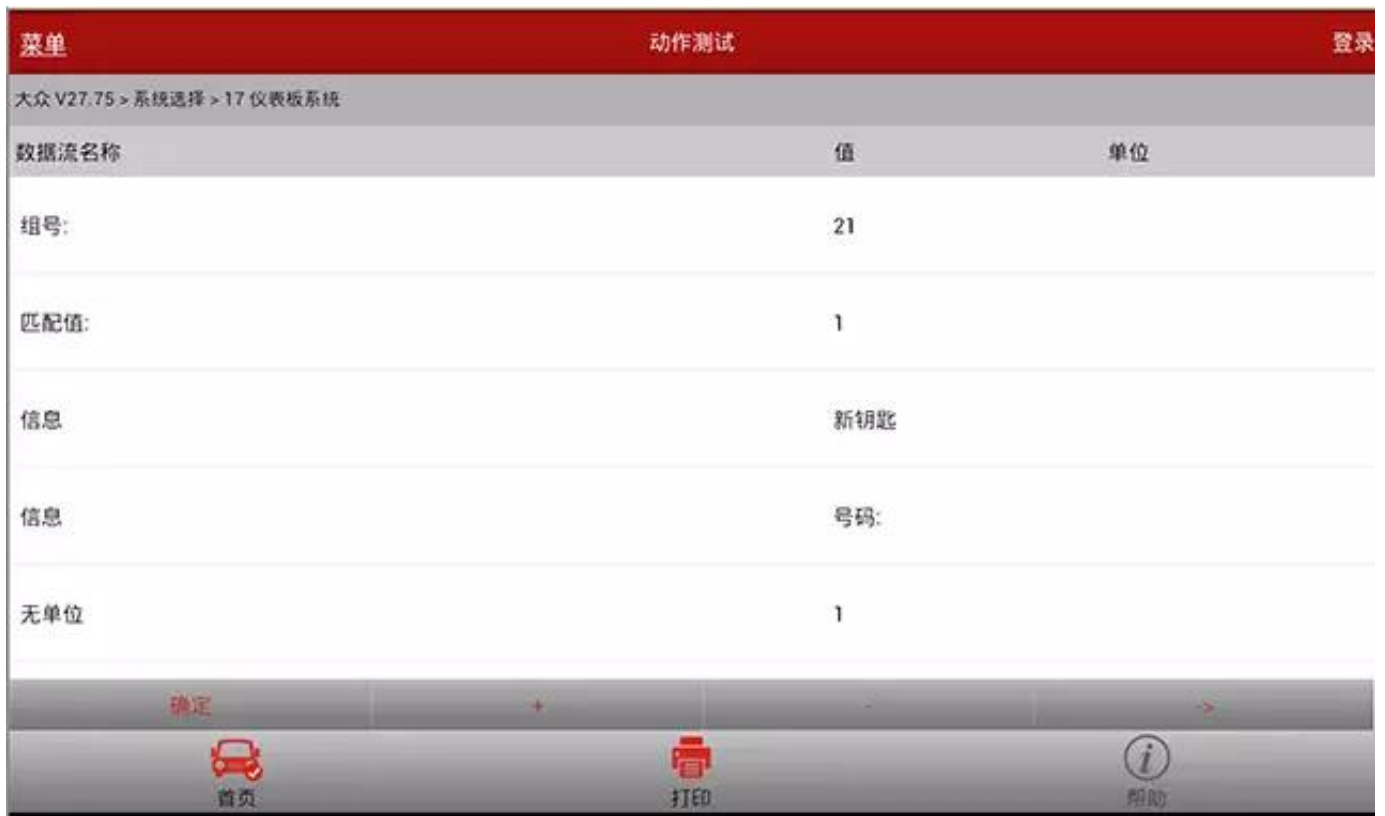 菜单 动作测试 登录
大众 V27.75 > 系统选择 > 17 仪表板系统
数据流名称 值 单位
组号: 21
匹配值: 1
信息 新钥匙
信息 号码:
无单位 1
确定 + - ->
首页 打印 帮助